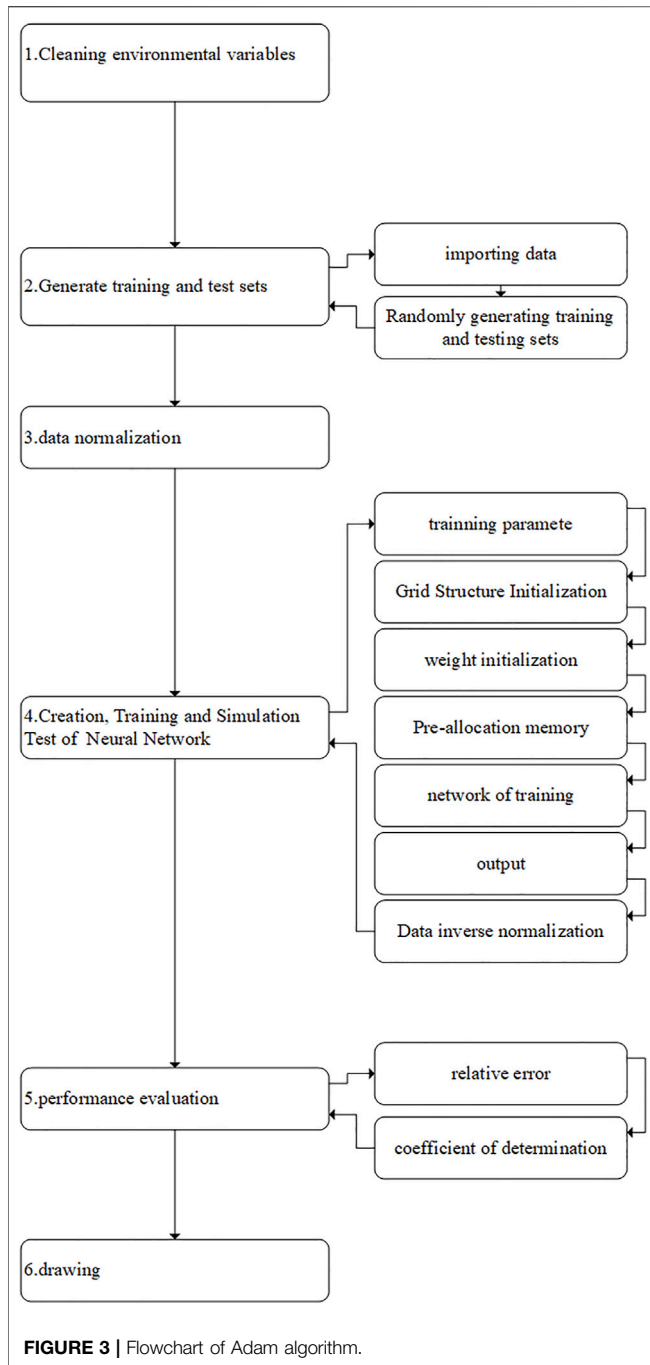 1.Cleaning environmental variables
2.Generate training and test sets
importing data
Randomly generating training
and testing sets
3.data normalization
trainning paramete
Grid Structure Initialization
weight initialization
4.Creation, Training and Simulation
Test of Neural Network
Pre-allocation memory
network of training
output
Data inverse normalization
5.performance evaluation
relative error
coefficient of determination
6.drawing
FIGURE 3 | Flowchart of Adam algorithm.